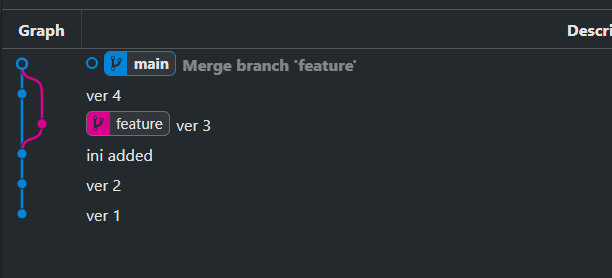 Graph Descri
main Merge branch 'feature'
ver 4
feature ver 3
ini added
ver 2
ver 1